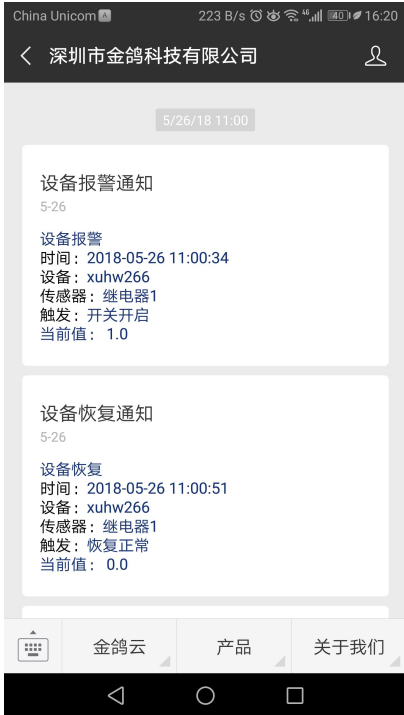 China Unicom A 223 B/s 46 40 16:20
深圳市金鸽科技有限公司
5/26/18 11:00
设备报警通知
5-26
设备报警
时间：2018-05-26 11:00:34
设备：xuhw266
传感器：继电器1
触发：开关开启
当前值： 1.0
设备恢复通知
5-26
设备恢复
时间：2018-05-26 11:00:51
设备：xuhw266
传感器：继电器1
触发：恢复正常
当前值： 0.0
金鸽云 产品 关于我们